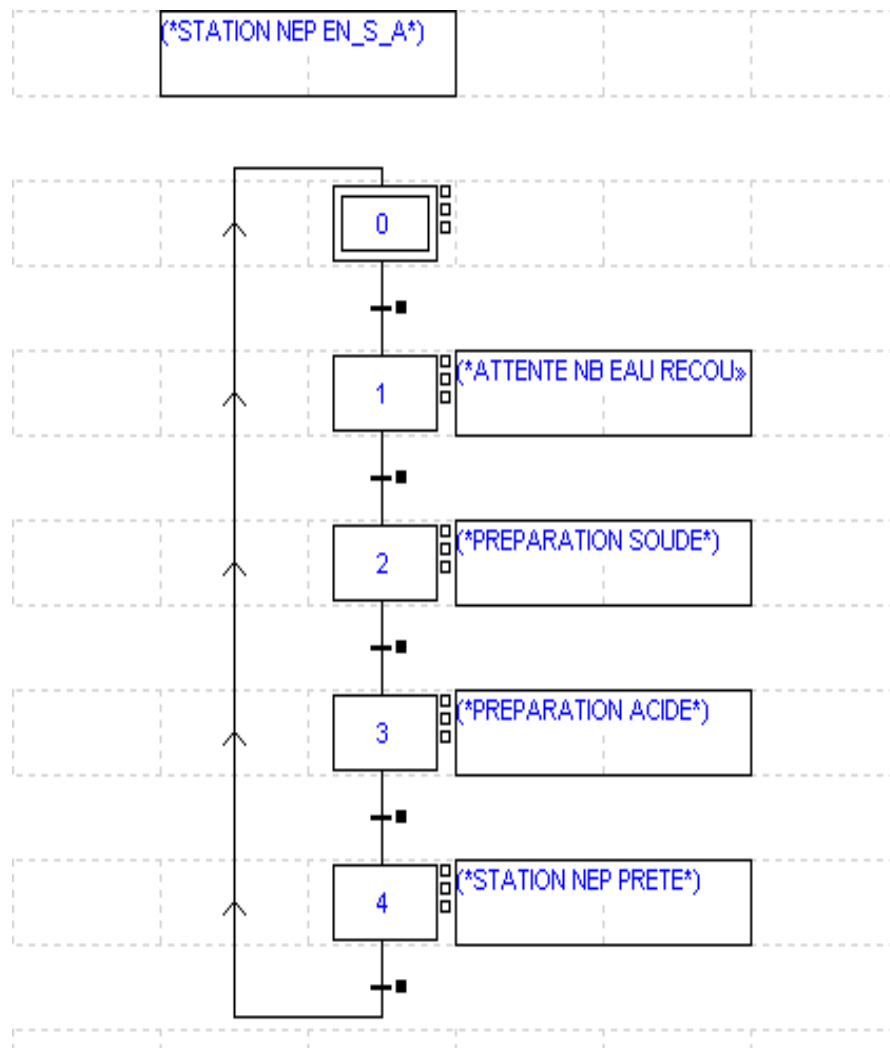 (*STATION NEP EN_S_A*)
0
1
(*ATTENTE NB EAU RECOU»
2
(*PREPARATION SOUDE*)
3
(*PREPARATION ACIDE*)
4
(*STATION NEP PRETE*)